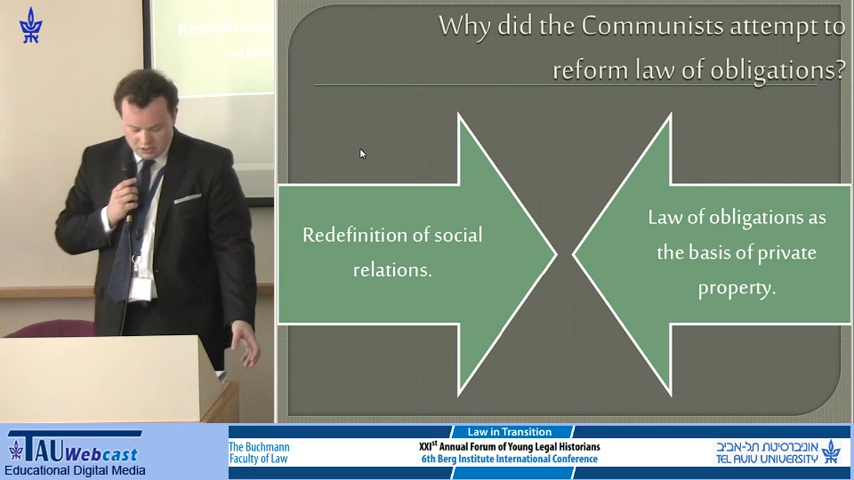 Why did the Communists attempt to
reform law of obligations?
Redefinition of social
relations.
Law of obligations as
the basis of private
property.
TAU Webcast
Educational Digital Media
The Buchmann
Faculty of Law
Law in Transition
XXIst Annual Forum of Young Legal Historians
6th Berg Institute International Conference
אוניברסיטת תל-אביב
TEL AVIV UNIVERSITY